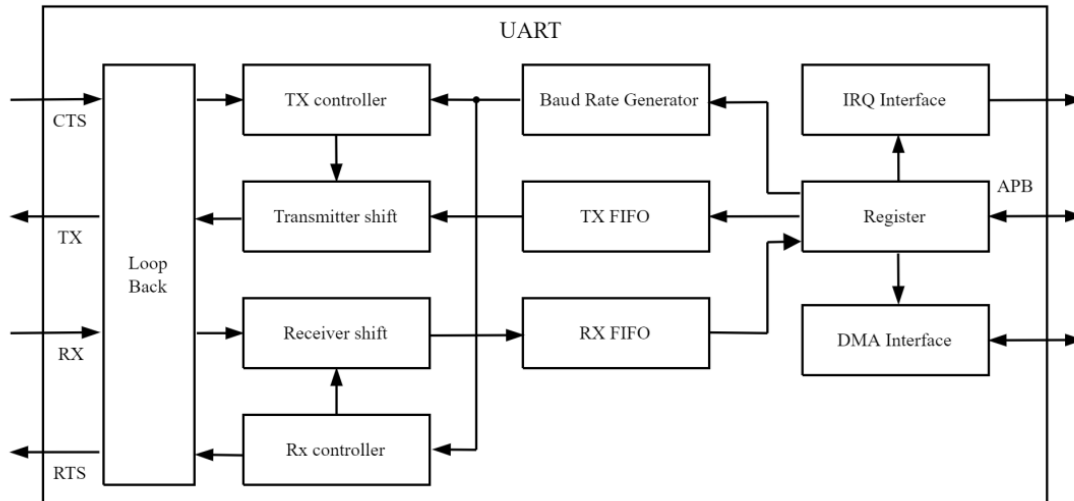 UART
CTS
TX controller
Baud Rate Generator
IRQ Interface
APB
TX
Transmitter shift
TX FIFO
Register
Loop
Back
RX
Receiver shift
RX FIFO
DMA Interface
RTS
Rx controller